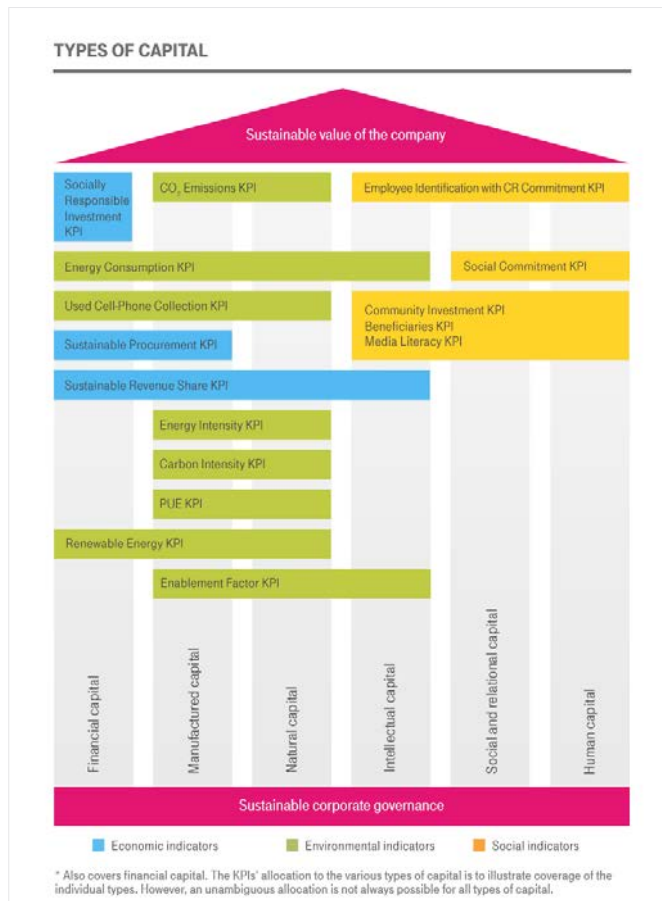 TYPES OF CAPITAL
Sustainable value of the company
Socially
Responsible
Investment
KPI
CO₂ Emissions KPI
Employee Identification with CR Commitment KPI
Energy Consumption KPI
Social Commitment KPI
Used Cell-Phone Collection KPI
Community Investment KPI
Beneficiaries KPI
Media Literacy KPI
Sustainable Procurement KPI
Sustainable Revenue Share KPI
Energy Intensity KPI
Carbon Intensity KPI
PUE KPI
Renewable Energy KPI
Enablement Factor KPI
Financial capital
Manufactured capital
Natural capital
Intellectual capital
Social and relational capital
Human capital
Sustainable corporate governance
Economic indicators
Environmental indicators
Social indicators
* Also covers financial capital. The KPIs' allocation to the various types of capital is to illustrate coverage of the
individual types. However, an unambiguous allocation is not always possible for all types of capital.